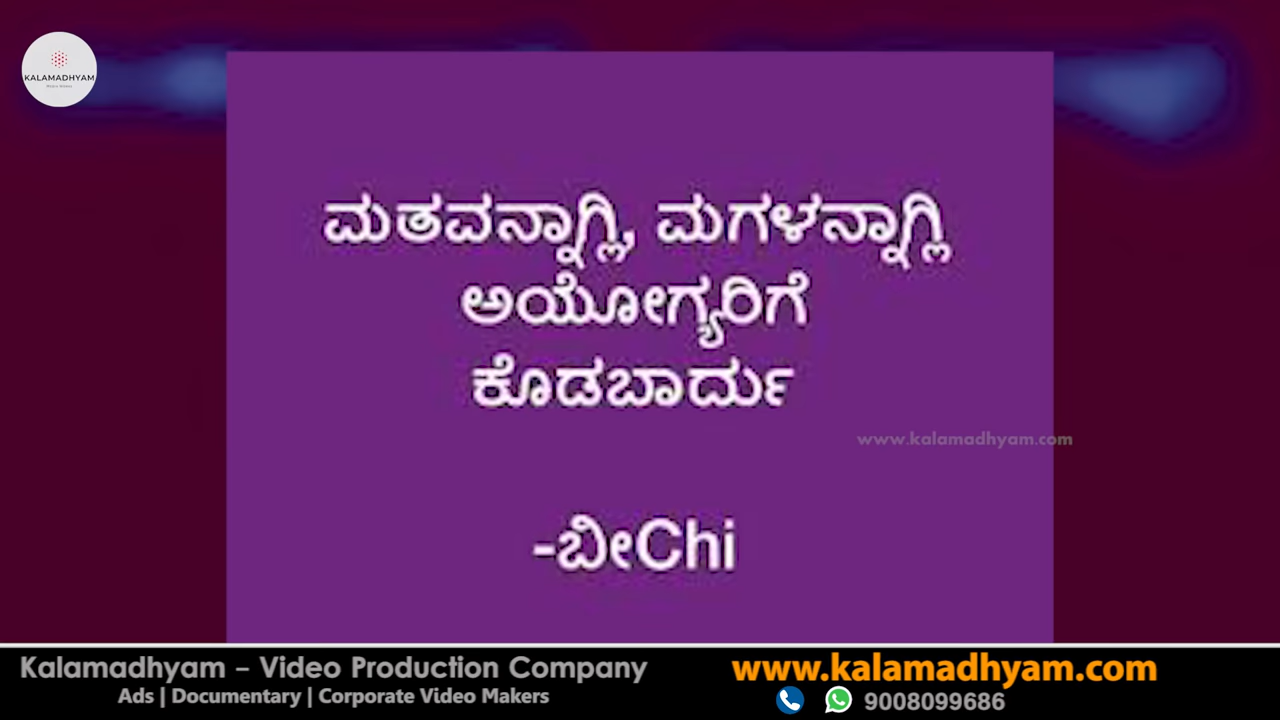 KALAMADHYAM
ಮತವನ್ನಾಗ್ಲಿ, ಮಗಳನ್ನಾಗ್ಲಿ
ಅಯೋಗ್ಯರಿಗೆ
ಕೊಡಬಾರ್ದು
www.kalamadhyam.com
-ಬೀChi
Kalamadhyam – Video Production Company
www.kalamadhyam.com
Ads | Documentary | Corporate Video Makers
9008099686